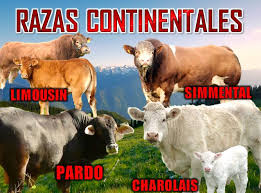 RAZAS CONTINENTALES
LIMOUSIN
SIMMENTAL
PARDO
CHAROLAIS